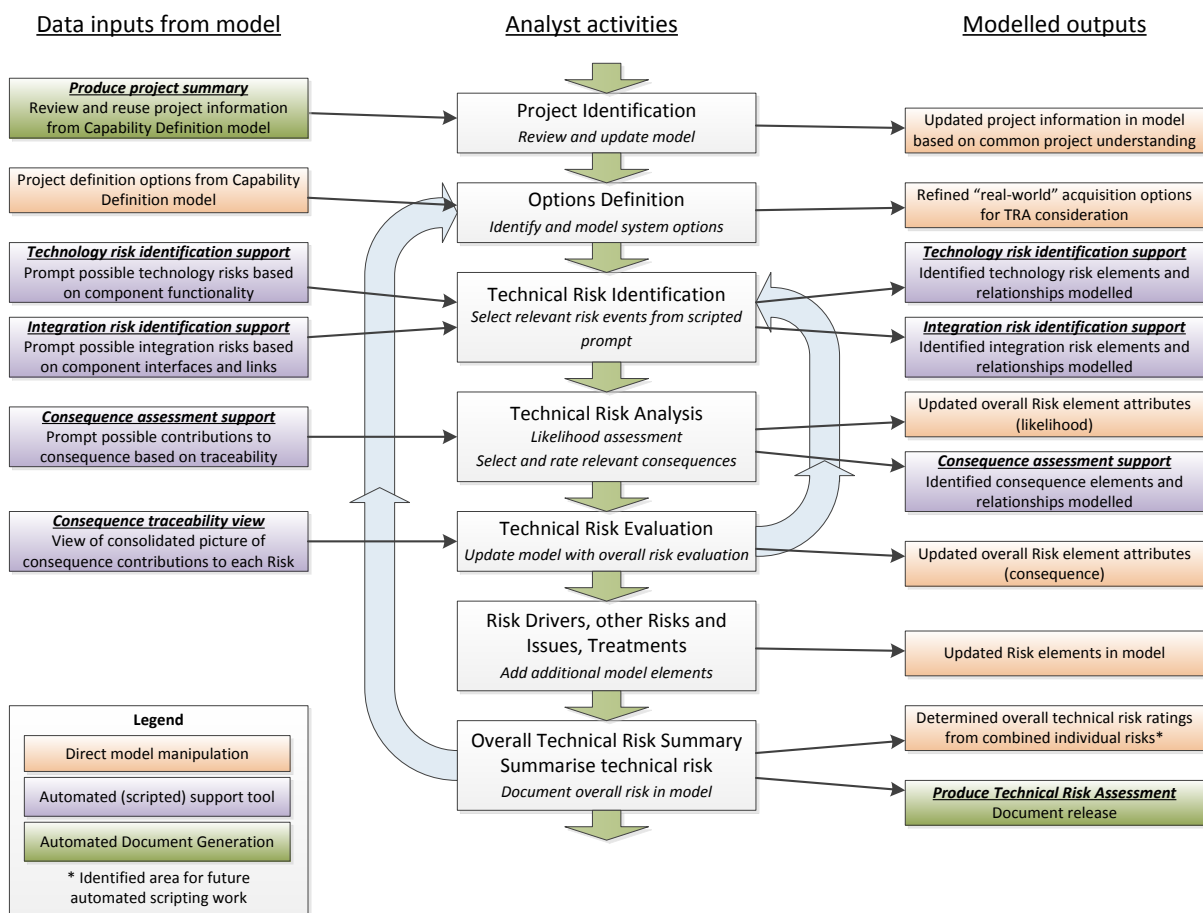 Data inputs from model
Analyst activities
Modelled outputs
Produce project summary
Review and reuse project information
from Capability Definition model
Project definition options from Capability
Definition model
Technology risk identification support
Prompt possible technology risks based
on component functionality
Integration risk identification support
Prompt possible integration risks based
on component interfaces and links
Consequence assessment support
Prompt possible contributions to
consequence based on traceability
Consequence traceability view
View of consolidated picture of
consequence contributions to each Risk
Project Identification
Review and update model
Options Definition
Identify and model system options
Technical Risk Identification
Select relevant risk events from scripted
prompt
Technical Risk Analysis
Likelihood assessment
Select and rate relevant consequences
Technical Risk Evaluation
Update model with overall risk evaluation
Risk Drivers, other Risks and
Issues, Treatments
Add additional model elements
Overall Technical Risk Summary
Summarise technical risk
Document overall risk in model
Updated project information in model
based on common project understanding
Refined “real-world” acquisition options
for TRA consideration
Technology risk identification support
Identified technology risk elements and
relationships modelled
Integration risk identification support
Identified integration risk elements and
relationships modelled
Updated overall Risk element attributes
(likelihood)
Consequence assessment support
Identified consequence elements and
relationships modelled
Updated overall Risk element attributes
(consequence)
Updated Risk elements in model
Determined overall technical risk ratings
from combined individual risks*
Produce Technical Risk Assessment
Document release
Legend
Direct model manipulation
Automated (scripted) support tool
Automated Document Generation
* Identified area for future
automated scripting work